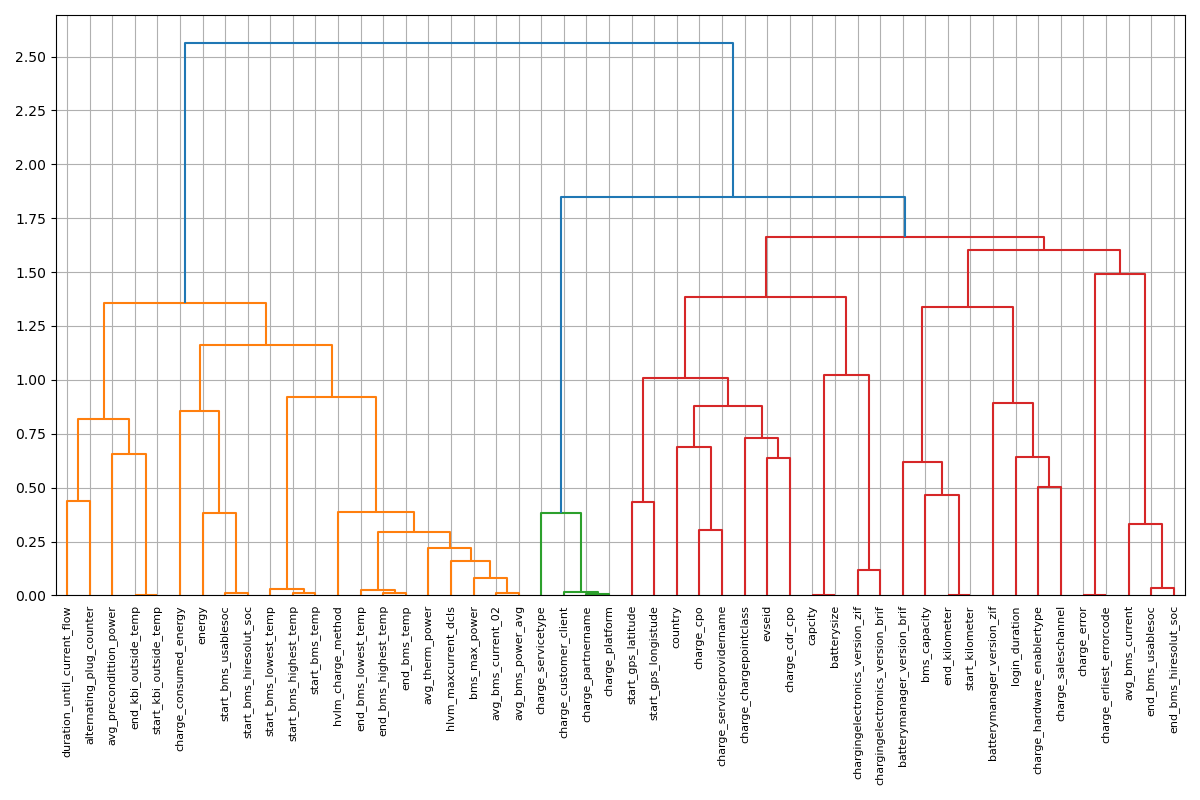 2.50
2.25
2.00
1.75
1.50
1.25
1.00
0.75
0.50
0.25
0.00
duration_until_current_flow
alternating_plug_counter
avg_precondittion_power
end_kbi_outside_temp
start_kbi_outside_temp
charge_consumed_energy
energy
start_bms_usablesoc
start_bms_hiresolut_soc
start_bms_lowest_temp
start_bms_highest_temp
start_bms_temp
hvlm_charge_method
end_bms_lowest_temp
end_bms_highest_temp
end_bms_temp
avg_therm_power
hlvm_maxcurrent_dcls
bms_max_power
avg_bms_current_02
avg_bms_power_avg
charge_servicetype
charge_customer_client
charge_partnername
charge_platform
start_gps_latitude
start_gps_longistude
country
charge_cpo
charge_serviceprovidername
charge_chargepointclass
evseid
charge_cdr_cpo
capcity
batterysize
chargingelectronics_version_zif
chargingelectronics_version_brif
batterymanager_version_brif
bms_capacity
end_kilometer
start_kilometer
batterymanager_version_zif
login_duration
charge_hardware_enablertype
charge_saleschannel
charge_error
charge_erliest_errorcode
avg_bms_current
end_bms_usablesoc
end_bms_hiresolut_soc